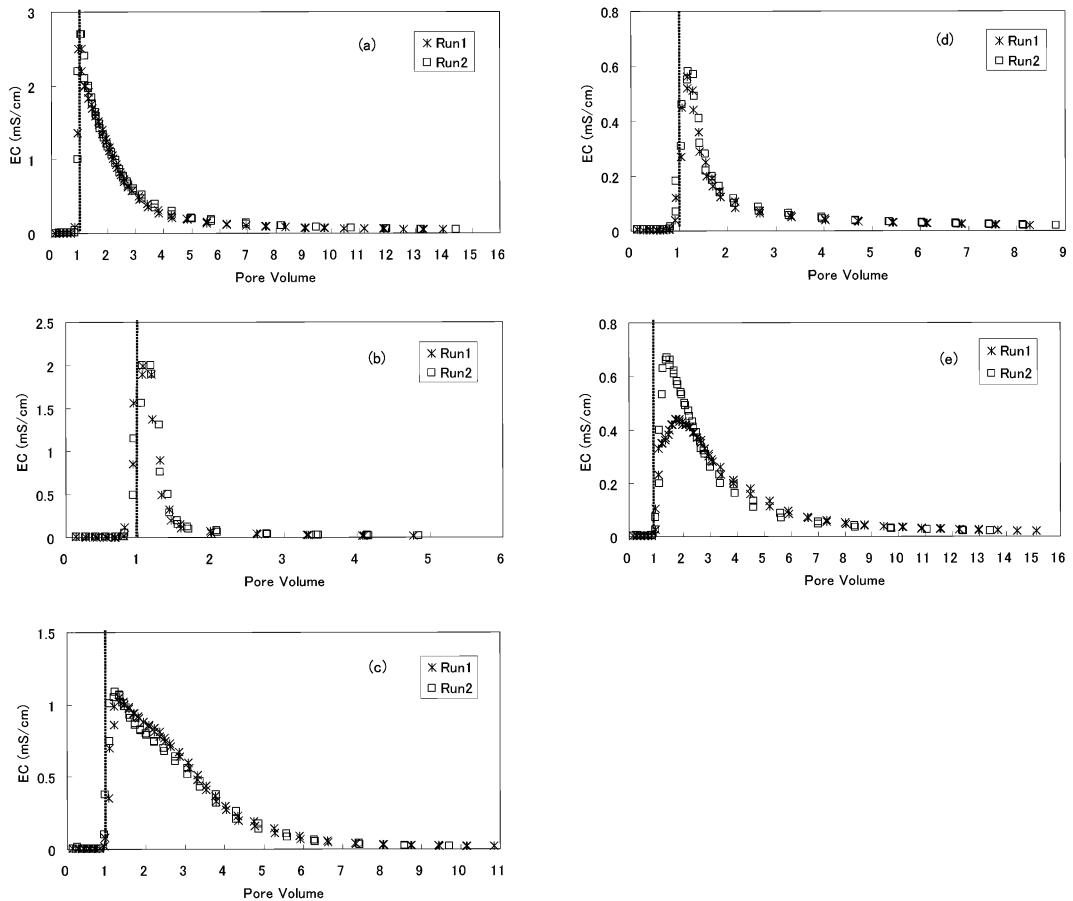 3
2
1
0
EC (mS/cm)
(a)
Run1
Run2
0 1 2 3 4 5 6 7 8 9 10 11 12 13 14 15 16
Pore Volume
0.8
0.6
0.4
0.2
0
EC (mS/cm)
(d)
Run1
Run2
0 1 2 3 4 5 6 7 8 9
Pore Volume
2.5
2
1.5
1
0.5
0
EC (mS/cm)
(b)
Run1
Run2
0 1 2 3 4 5 6
Pore Volume
0.8
0.6
0.4
0.2
0
EC (mS/cm)
(e)
Run1
Run2
0 1 2 3 4 5 6 7 8 9 10 11 12 13 14 15 16
Pore Volume
1.5
1
0.5
0
EC (mS/cm)
(c)
Run1
Run2
0 1 2 3 4 5 6 7 8 9 10 11
Pore Volume